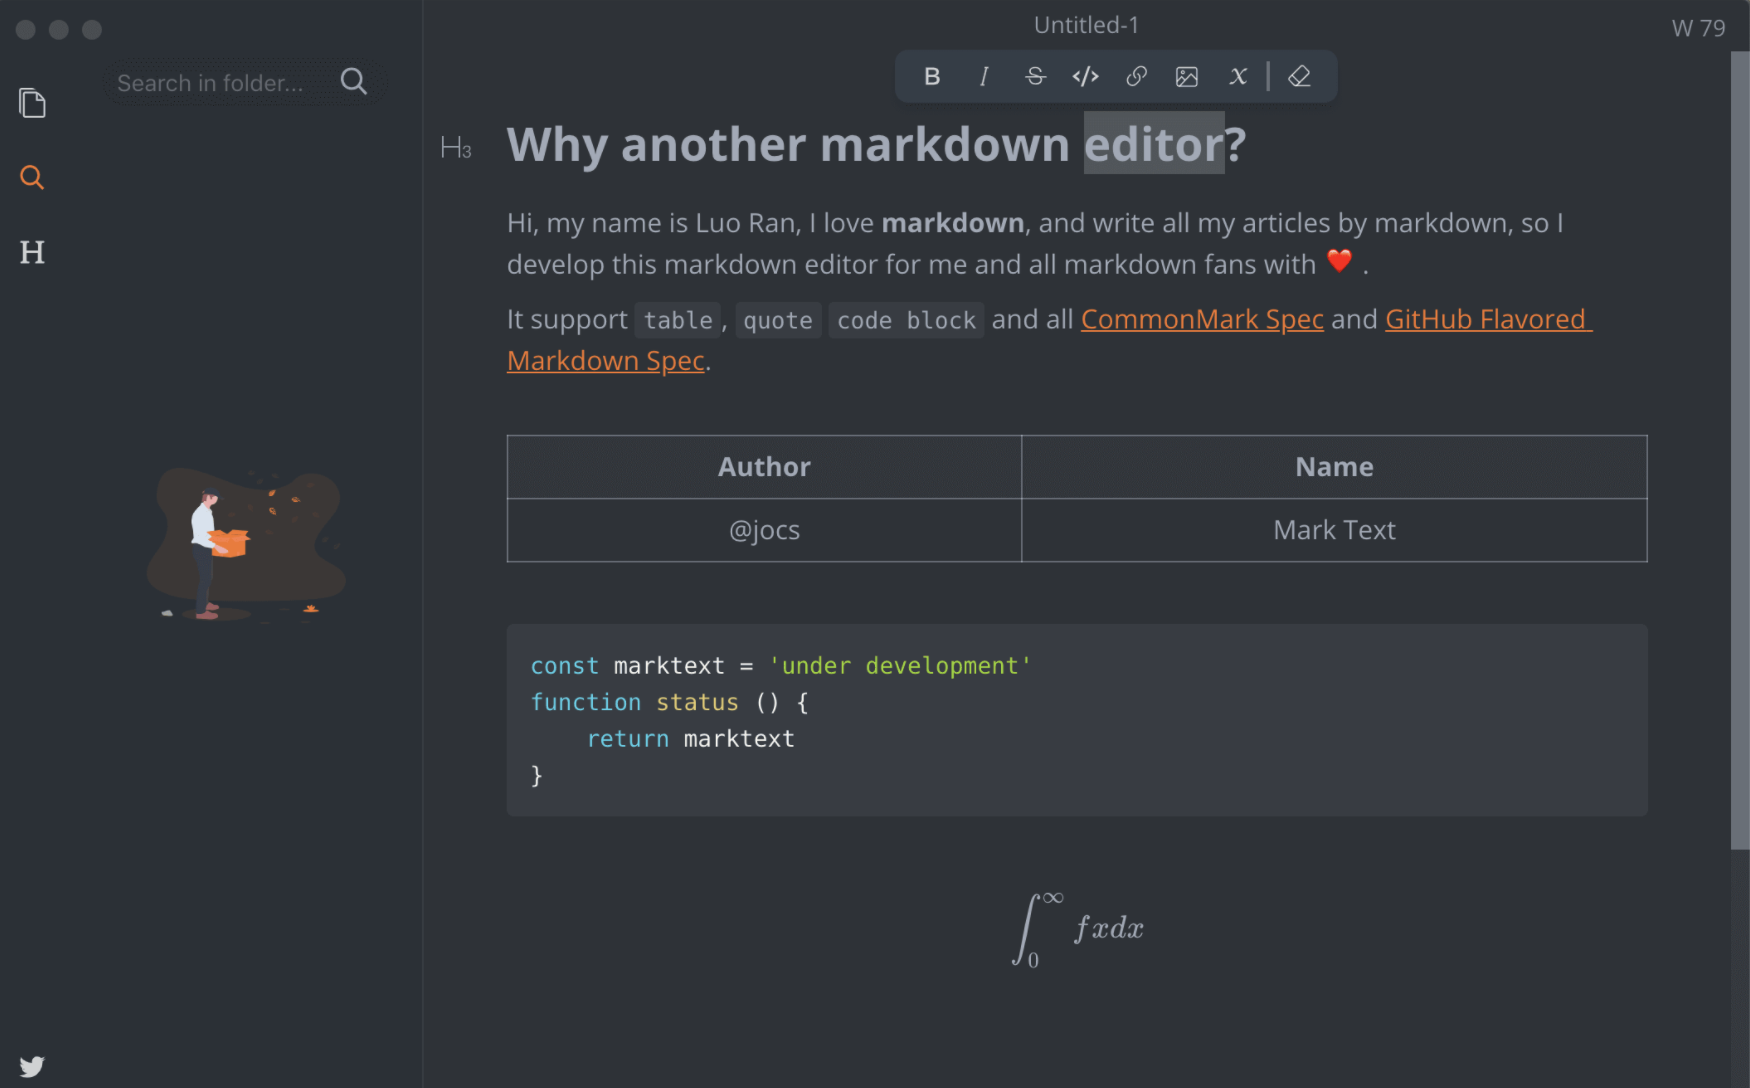 Untitled-1
W 79
Search in folder...
B I S </> X
H3 Why another markdown editor?
H
Hi, my name is Luo Ran, I love markdown, and write all my articles by markdown, so I
develop this markdown editor for me and all markdown fans with ❤️ .
It support table, quote code block and all CommonMark Spec and GitHub Flavored
Markdown Spec.
Author Name
@jocs Mark Text
const marktext = 'under development'
function status () {
    return marktext
}
∫₀^∞ fxdx